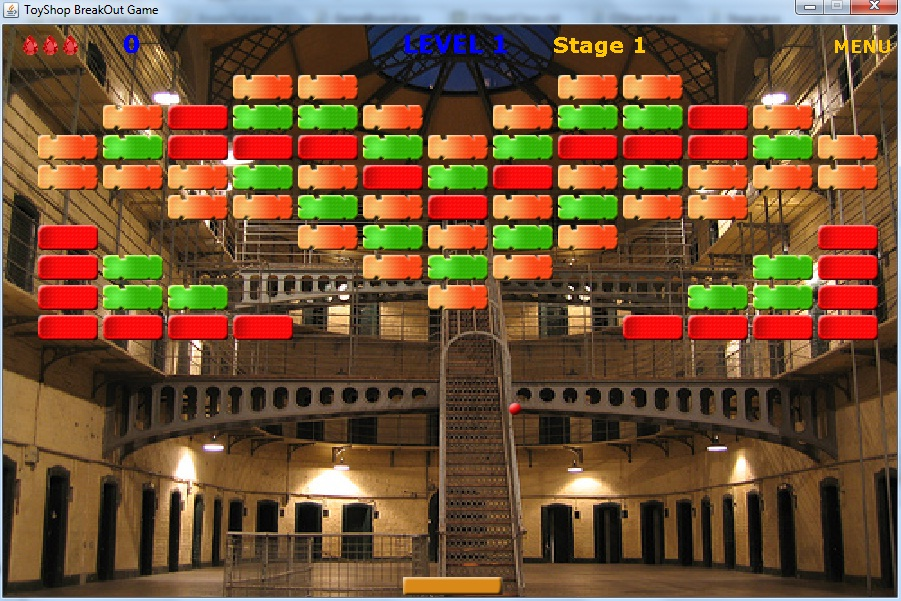 ToyShop BreakOut Game
0 LEVEL 1 Stage 1 MENU